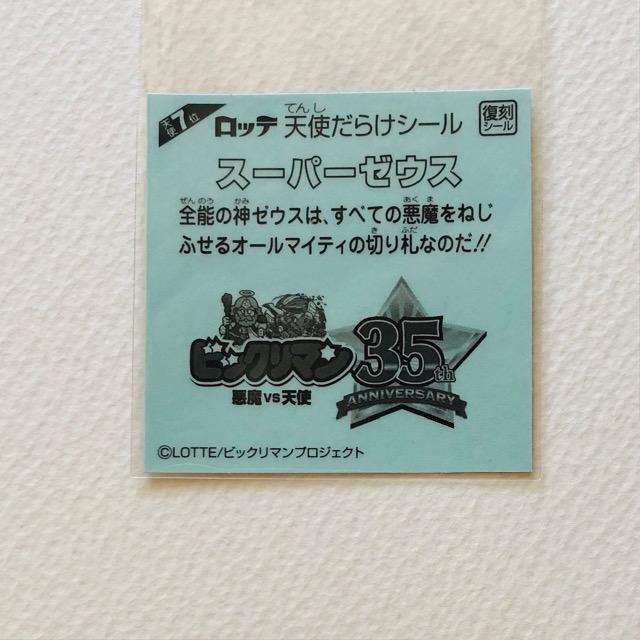 天使7位
ロッテ 天使だらけシール
てんし
復刻
シール
スーパーゼウス
ぜんのう かみ あくま
全能の神ゼウスは、すべての悪魔をねじ
き ふだ
ふせるオールマイティの切り札なのだ!!
ビックリマン
悪魔VS天使
35th
ANNIVERSARY
©LOTTE/ビックリマンプロジェクト